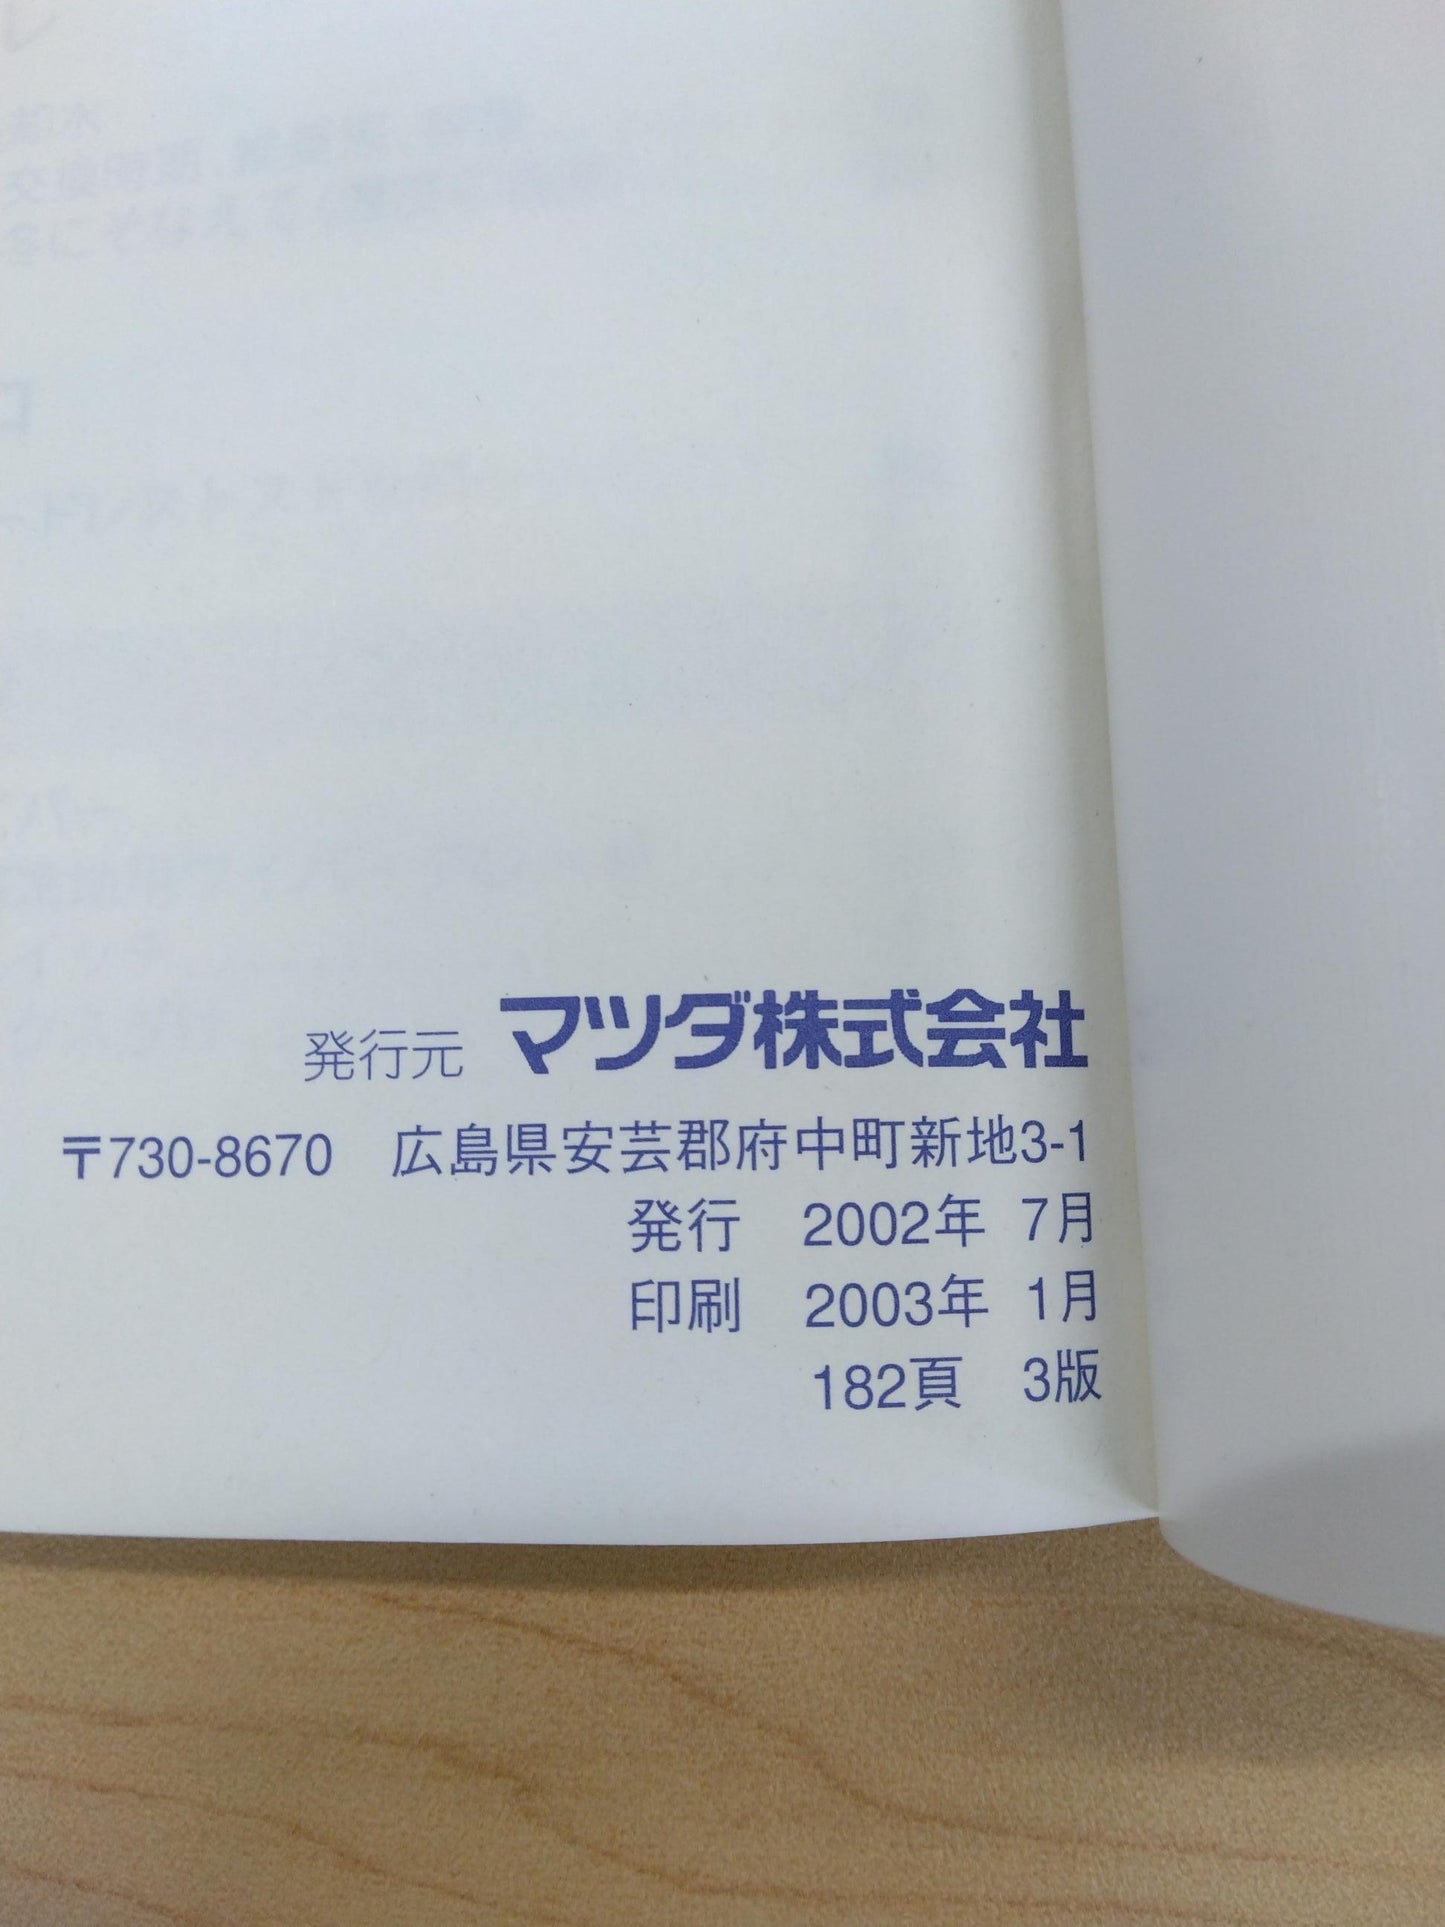 発行元 マツダ株式会社
〒730-8670 広島県安芸郡府中町新地3-1
発行 2002年 7月
印刷 2003年 1月
182頁 3版